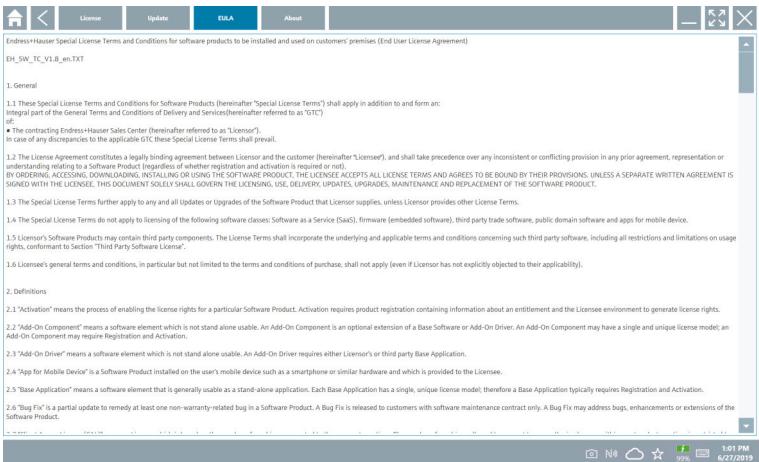 License
Update
EULA
About
Endress+Hauser Special License Terms and Conditions for software products to be installed and used on customers' premises (End User License Agreement)
EH_SW_TC_V1.8_en.TXT
1. General
1.1 These Special License Terms and Conditions for Software Products (hereinafter "Special License Terms") shall apply in addition to and form an:
Integral part of the General Terms and Conditions of Delivery and Services(hereinafter referred to as "GTC")
of:
▪ The contracting Endress+Hauser Sales Center (hereinafter referred to as "Licensor").
In case of any discrepancies to the applicable GTC these Special License Terms shall prevail.
1.2 The License Agreement constitutes a legally binding agreement between Licensor and the customer (hereinafter "Licensee"), and shall take precedence over any inconsistent or conflicting provision in any prior agreement, representation or
understanding relating to a Software Product (regardless of whether registration and activation is required or not).
BY ORDERING, ACCESSING, DOWNLOADING, INSTALLING OR USING THE SOFTWARE PRODUCT, THE LICENSEE ACCEPTS ALL LICENSE TERMS AND AGREES TO BE BOUND BY THEIR PROVISIONS. UNLESS A SEPARATE WRITTEN AGREEMENT IS
SIGNED WITH THE LICENSEE, THIS DOCUMENT SOLELY SHALL GOVERN THE LICENSING, USE, DELIVERY, UPDATES, UPGRADES, MAINTENANCE AND REPLACEMENT OF THE SOFTWARE PRODUCT.
1.3 The Special License Terms further apply to any and all Updates or Upgrades of the Software Product that Licensor supplies, unless Licensor provides other License Terms.
1.4 The Special License Terms do not apply to licensing of the following software classes: Software as a Service (SaaS), firmware (embedded software), third party trade software, public domain software and apps for mobile device.
1.5 Licensor's Software Products may contain third party components. The License Terms shall incorporate the underlying and applicable terms and conditions concerning such third party software, including all restrictions and limitations on usage
rights, conformant to Section "Third Party Software License".
1.6 Licensee's general terms and conditions, in particular but not limited to the terms and conditions of purchase, shall not apply (even if Licensor has not explicitly objected to their applicability).
2. Definitions
2.1 "Activation" means the process of enabling the license rights for a particular Software Product. Activation requires product registration containing information about an entitlement and the Licensee environment to generate license rights.
2.2 "Add-On Component" means a software element which is not stand alone usable. An Add-On Component is an optional extension of a Base Software or Add-On Driver. An Add-On Component may have a single and unique license model; an
Add-On Component may require Registration and Activation.
2.3 "Add-On Driver" means a software element which is not stand alone usable. An Add-On Driver requires either Licensor's or third party Base Application.
2.4 "App for Mobile Device" is a Software Product installed on the user's mobile device such as a smartphone or similar hardware and which is provided to the Licensee.
2.5 "Base Application" means a software element that is generally usable as a stand-alone application. Each Base Application has a single, unique license model; therefore a Base Application typically requires Registration and Activation.
2.6 "Bug Fix" is a partial update to remedy at least one non-warranty-related bug in a Software Product. A Bug Fix is released to customers with software maintenance contract only. A Bug Fix may address bugs, enhancements or extensions of the
Software Product.
99%
1:01 PM
6/27/2019